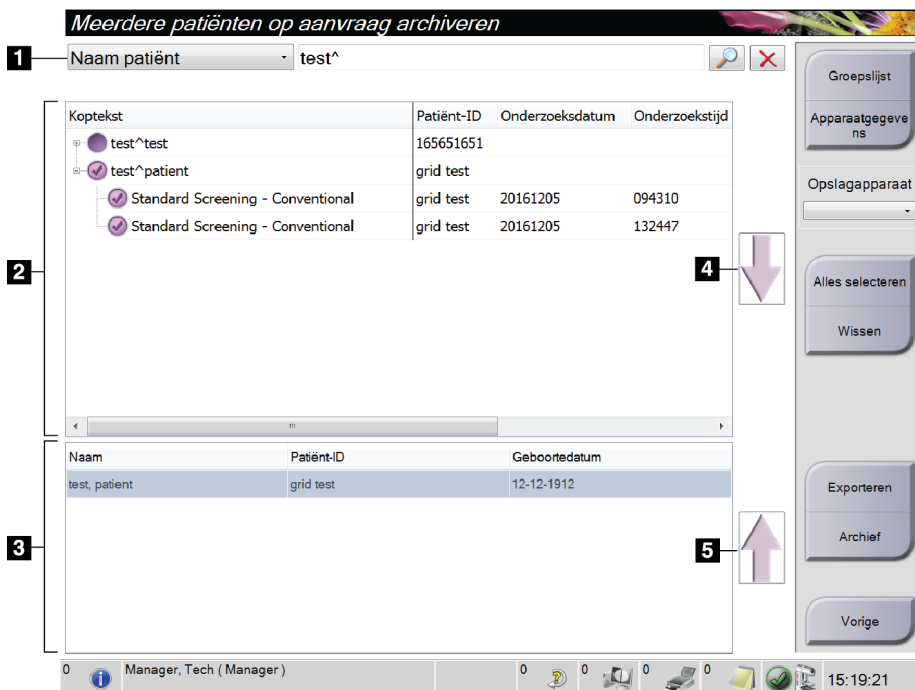 Meerdere patiënten op aanvraag archiveren
1
Naam patiënt test^
2
Koptekst Patiënt-ID Onderzoeksdatum Onderzoekstijd
test^test 165651651
test^patient grid test
Standard Screening - Conventional grid test 20161205 094310
Standard Screening - Conventional grid test 20161205 132447
4
3
Naam Patiënt-ID Geboortedatum
test, patient grid test 12-12-1912
5
Groepslijst
Apparaatgegeve
ns
Opslagapparaat
Alles selecteren
Wissen
Exporteren
Archief
Vorige
0 Manager, Tech ( Manager ) 0 0 0 0 15:19:21